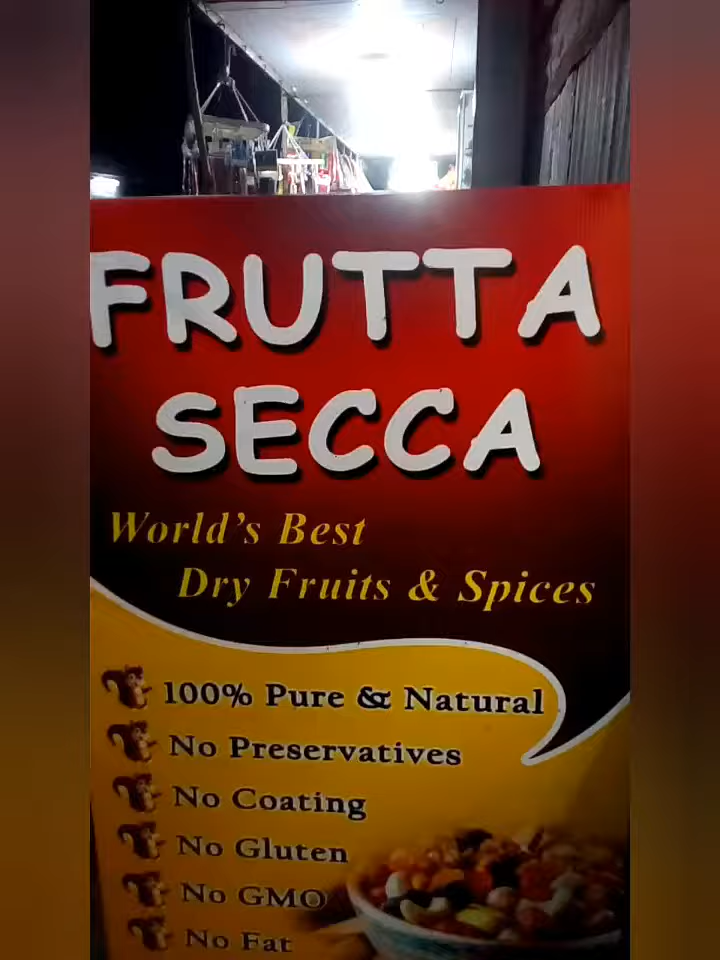 FRUTTA
SECCA
World's Best
Dry Fruits & Spices
100% Pure & Natural
No Preservatives
No Coating
No Gluten
No GMO
No Fat